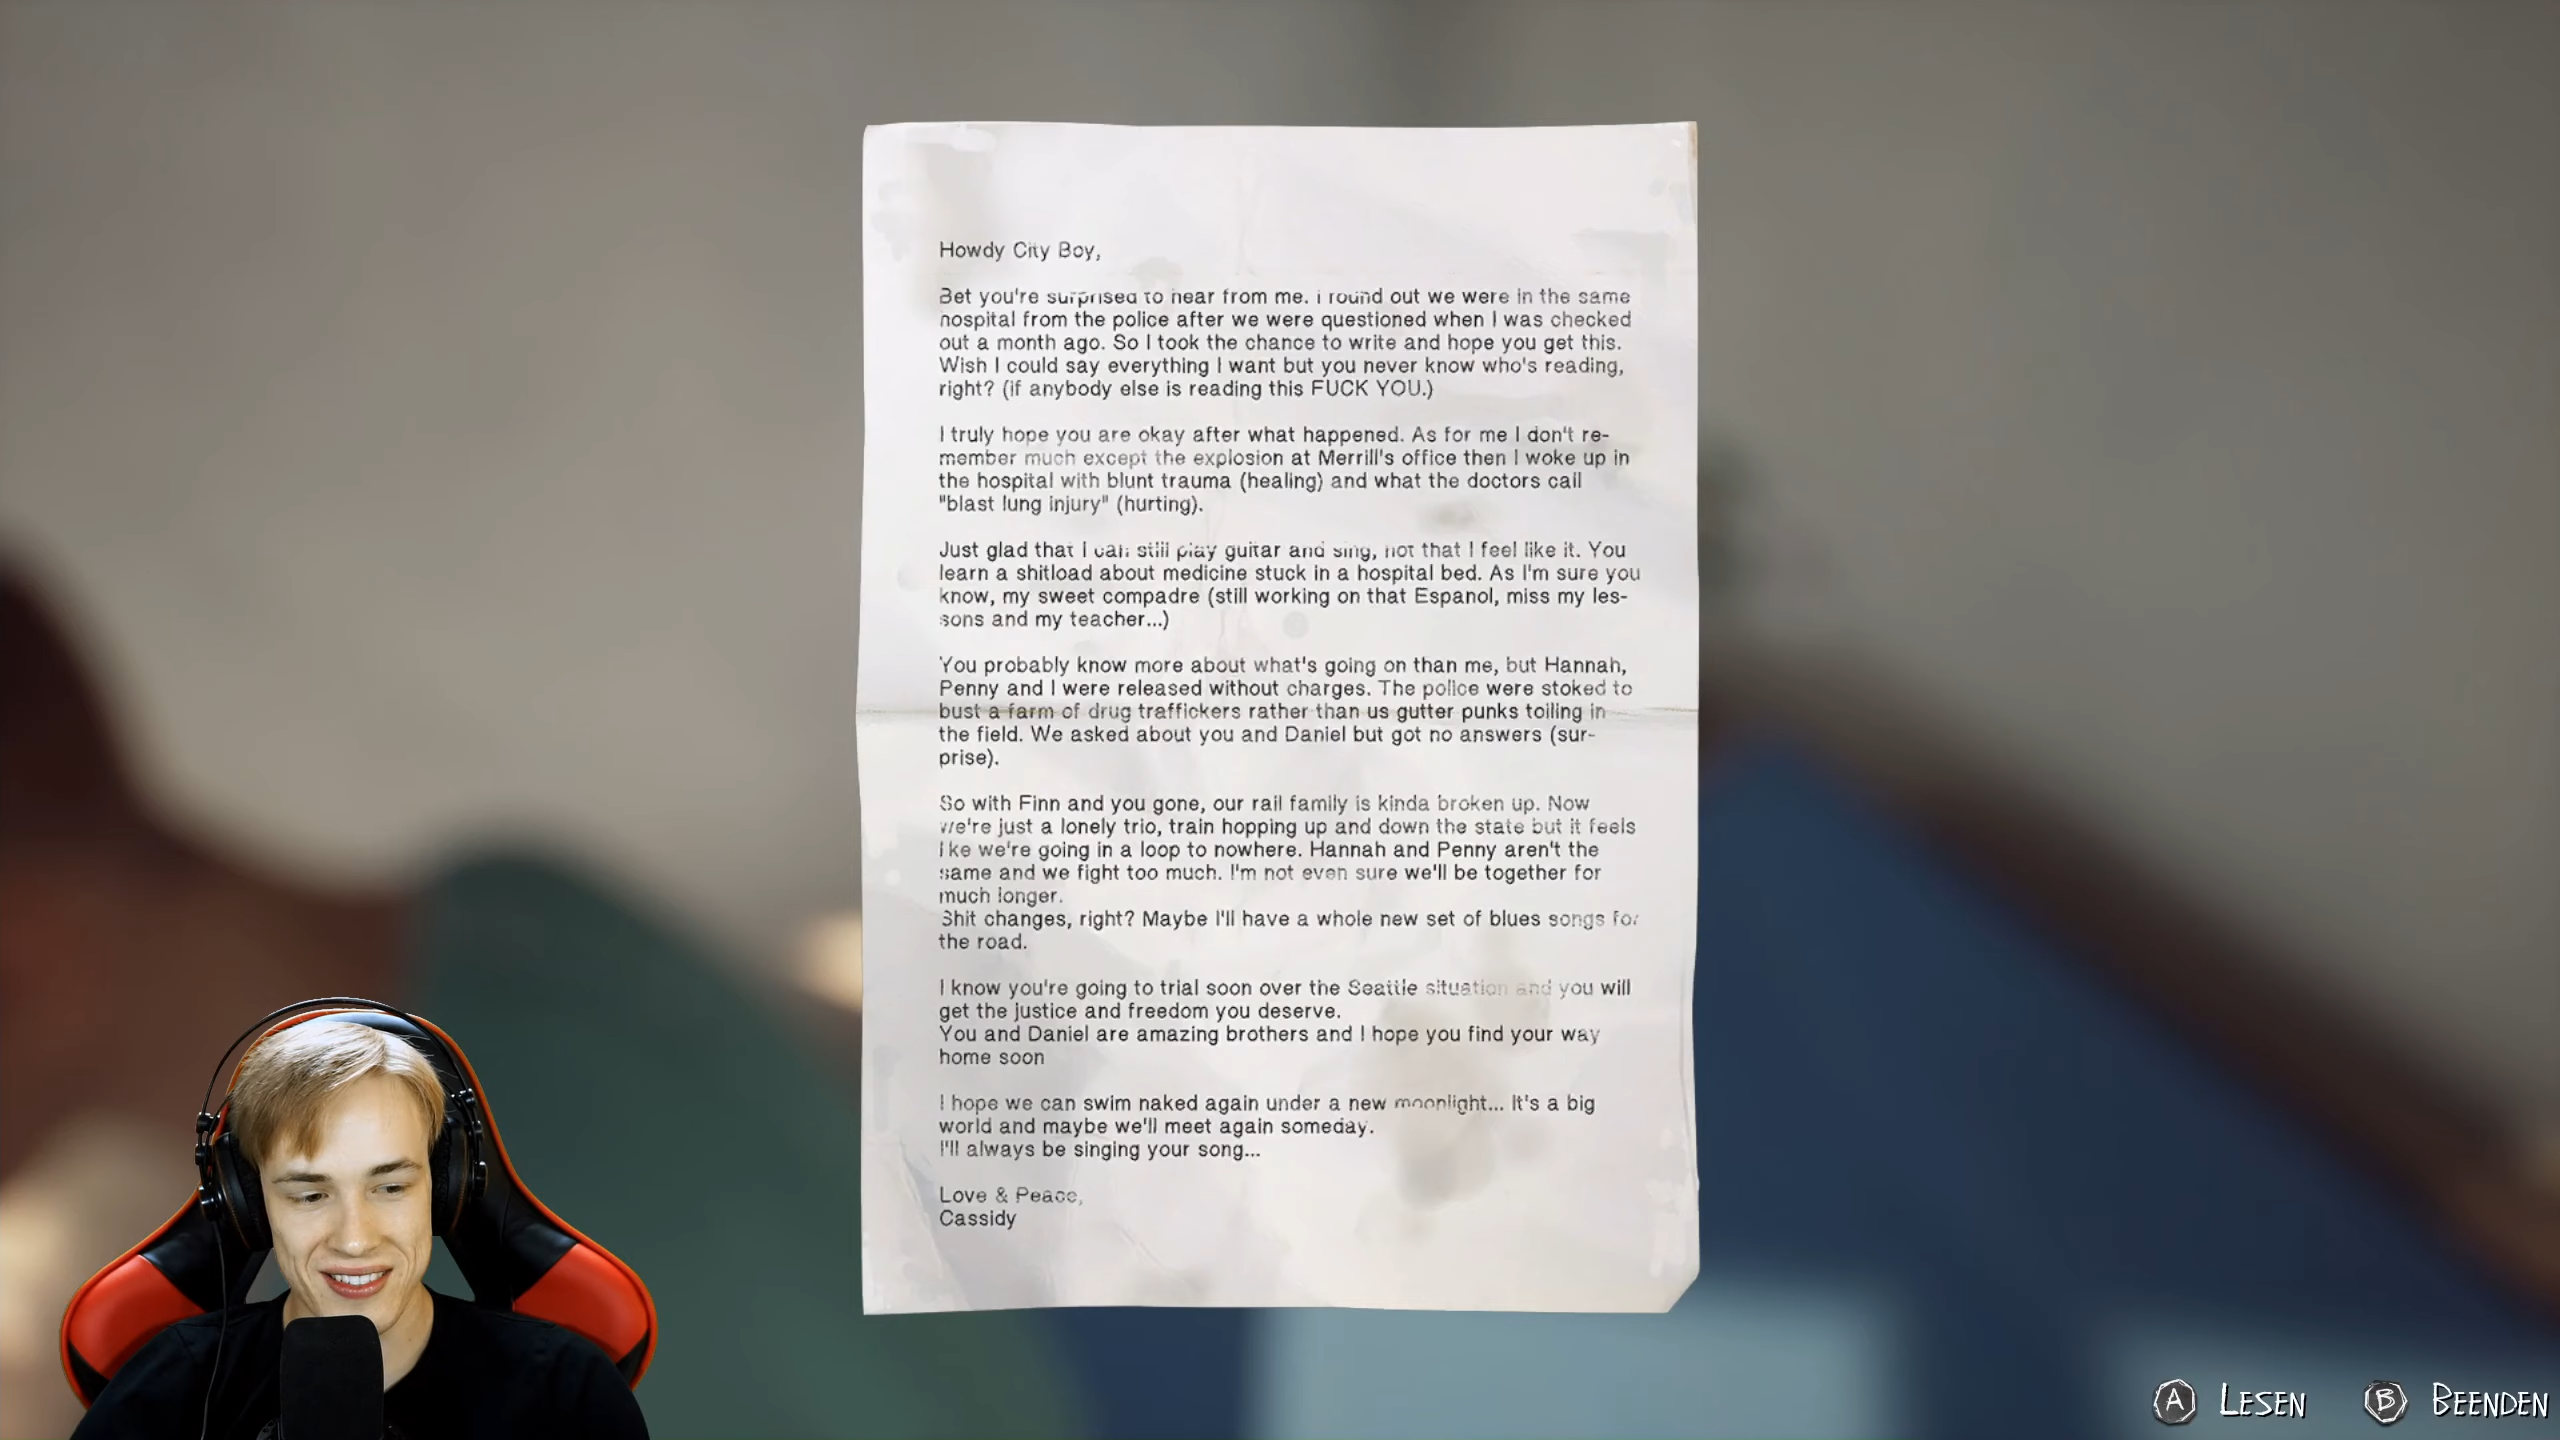 Howdy City Boy,
Bet you're surprised to hear from me. I found out we were in the same
hospital from the police after we were questioned when I was checked
out a month ago. So I took the chance to write and hope you get this.
Wish I could say everything I want but you never know who's reading,
right? (if anybody else is reading this FUCK YOU.)
I truly hope you are okay after what happened. As for me I don't re-
member much except the explosion at Merrill's office then I woke up in
the hospital with blunt trauma (healing) and what the doctors call
"blast lung injury" (hurting).
Just glad that I can still play guitar and sing, not that I feel like it. You
learn a shitload about medicine stuck in a hospital bed. As I'm sure you
know, my sweet compadre (still working on that Espanol, miss my les-
sons and my teacher...)
You probably know more about what's going on than me, but Hannah,
Penny and I were released without charges. The police were stoked to
bust a farm of drug traffickers rather than us gutter punks toiling in
the field. We asked about you and Daniel but got no answers (sur-
prise).
So with Finn and you gone, our rail family is kinda broken up. Now
we're just a lonely trio, train hopping up and down the state but it feels
like we're going in a loop to nowhere. Hannah and Penny aren't the
same and we fight too much. I'm not even sure we'll be together for
much longer.
Shit changes, right? Maybe I'll have a whole new set of blues songs for
the road.
I know you're going to trial soon over the Seattle situation and you will
get the justice and freedom you deserve.
You and Daniel are amazing brothers and I hope you find your way
home soon
I hope we can swim naked again under a new moonlight... It's a big
world and maybe we'll meet again someday.
I'll always be singing your song...
Love & Peace,
Cassidy
A LESEN B BEENDEN